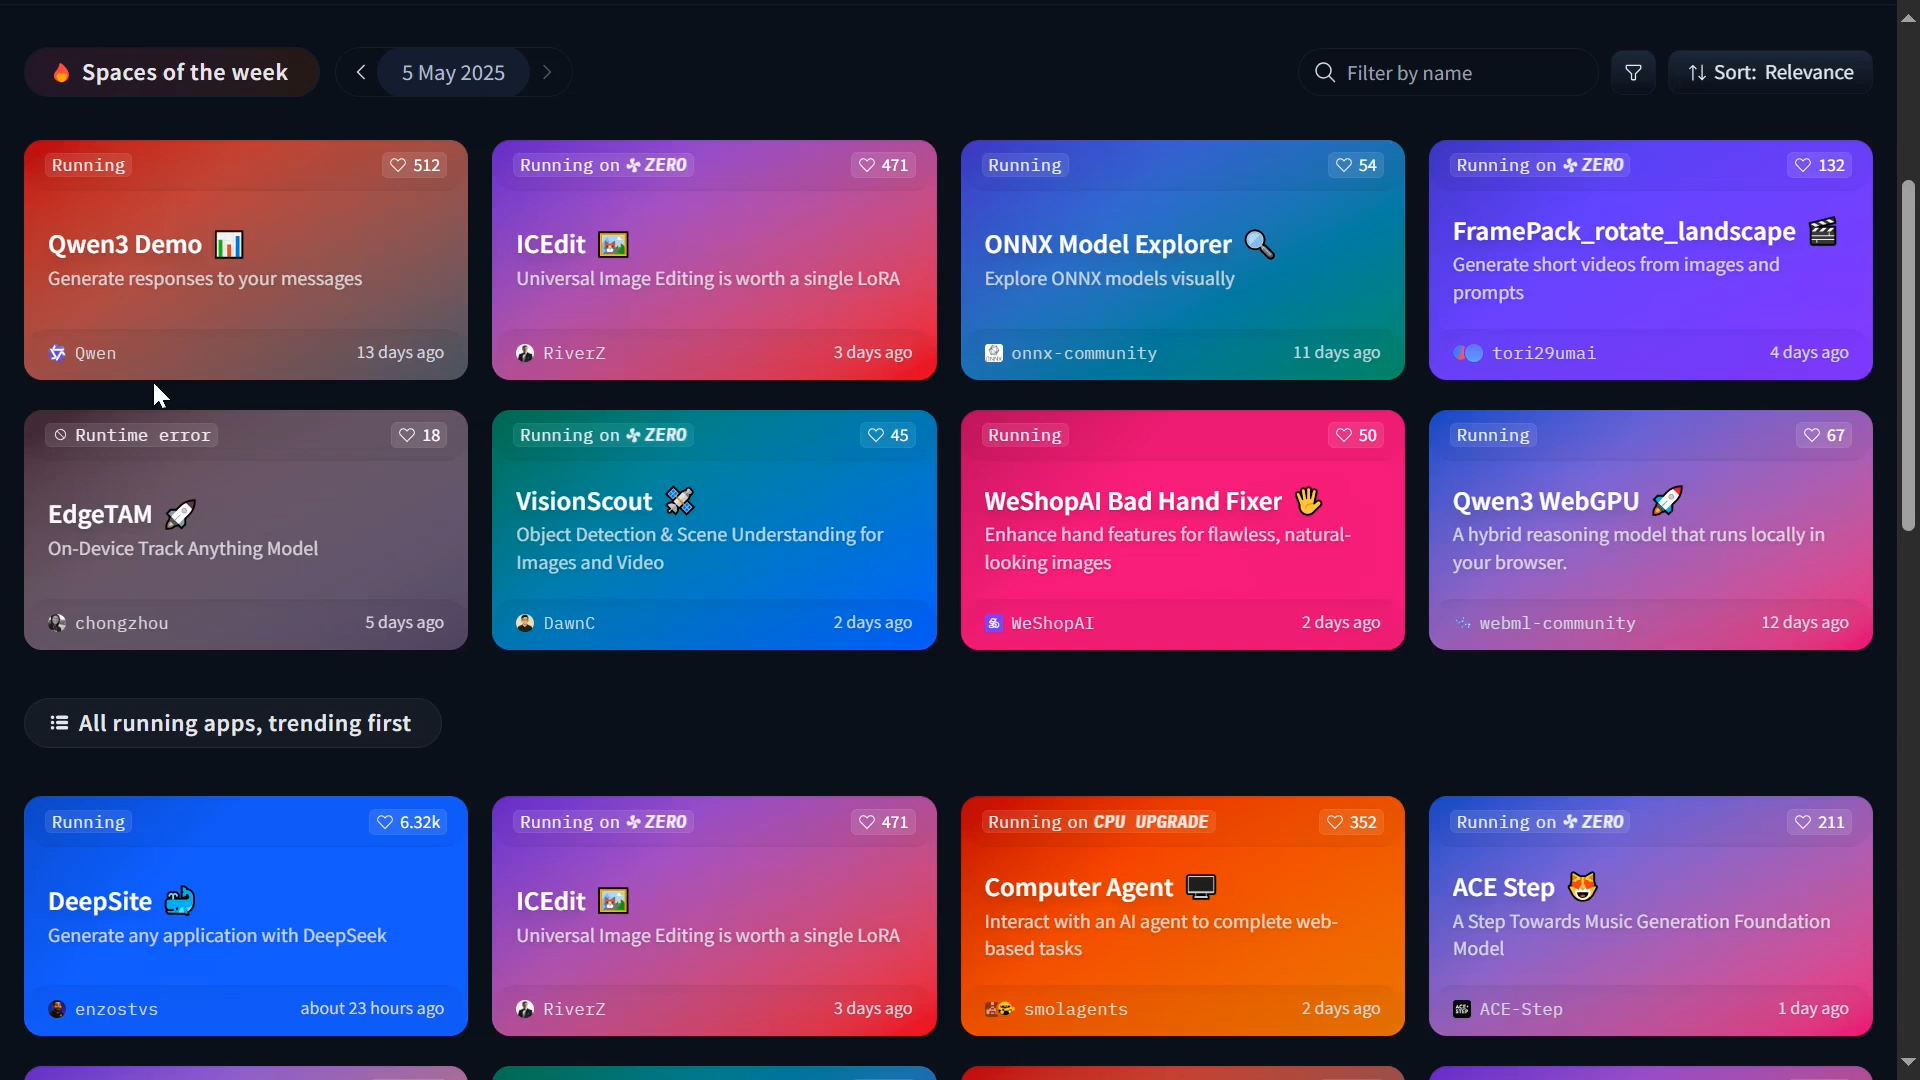 Spaces of the week
5 May 2025
Filter by name
Sort: Relevance
Running
512
Qwen3 Demo
Generate responses to your messages
Qwen
13 days ago
Running on ZERO
471
ICEdit
Universal Image Editing is worth a single LoRA
RiverZ
3 days ago
Running
54
ONNX Model Explorer
Explore ONNX models visually
onnx-community
11 days ago
Running on ZERO
132
FramePack_rotate_landscape
Generate short videos from images and
prompts
tori29umai
4 days ago
Runtime error
18
EdgeTAM
On-Device Track Anything Model
chongzhou
5 days ago
Running on ZERO
45
VisionScout
Object Detection & Scene Understanding for
Images and Video
DawnC
2 days ago
Running
50
WeShopAI Bad Hand Fixer
Enhance hand features for flawless, natural-
looking images
WeShopAI
2 days ago
Running
67
Qwen3 WebGPU
A hybrid reasoning model that runs locally in
your browser.
webml-community
12 days ago
All running apps, trending first
Running
6.32k
DeepSite
Generate any application with DeepSeek
enzostvs
about 23 hours ago
Running on ZERO
471
ICEdit
Universal Image Editing is worth a single LoRA
RiverZ
3 days ago
Running on CPU UPGRADE
352
Computer Agent
Interact with an AI agent to complete web-
based tasks
smolagents
2 days ago
Running on ZERO
211
ACE Step
A Step Towards Music Generation Foundation
Model
ACE-Step
1 day ago